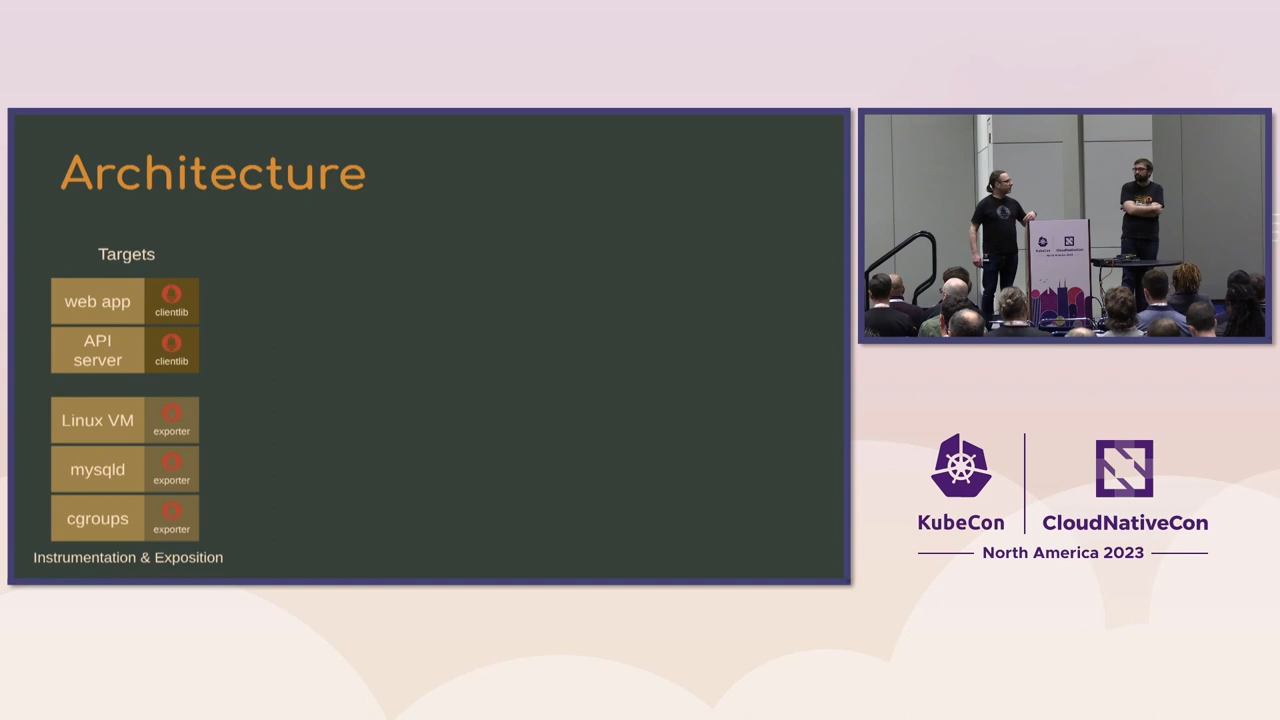 Architecture
Targets
web app
clientlib
API
server
clientlib
Linux VM
exporter
mysqld
exporter
cgroups
exporter
Instrumentation & Exposition
KubeCon
CloudNativeCon
North America 2023